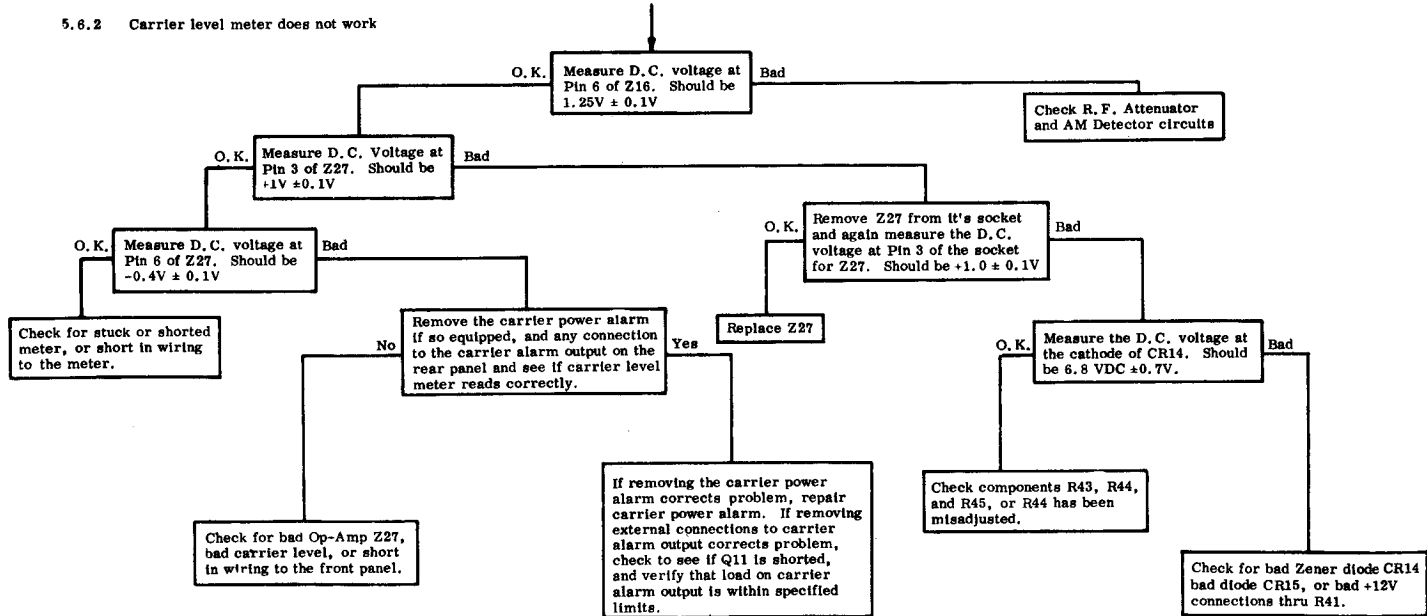 5.6.2 Carrier level meter does not work
O.K.
Measure D.C. voltage at
Pin 6 of Z16. Should be
1.25V ± 0.1V
Bad
Check R.F. Attenuator
and AM Detector circuits
O.K.
Measure D.C. Voltage at
Pin 3 of Z27. Should be
+1V ±0.1V
Bad
O.K.
Measure D.C. voltage at
Pin 6 of Z27. Should be
-0.4V ± 0.1V
Bad
O.K.
Remove Z27 from it's socket
and again measure the D.C.
voltage at Pin 3 of the socket
for Z27. Should be +1.0 ± 0.1V
Bad
Check for stuck or shorted
meter, or short in wiring
to the meter.
No
Remove the carrier power alarm
if so equipped, and any connection
to the carrier alarm output on the
rear panel and see if carrier level
meter reads correctly.
Yes
Replace Z27
O.K.
Measure the D.C. voltage at
the cathode of CR14. Should
be 6.8 VDC ±0.7V.
Bad
Check for bad Op-Amp Z27,
bad carrier level, or short
in wiring to the front panel.
If removing the carrier power
alarm corrects problem, repair
carrier power alarm. If removing
external connections to carrier
alarm output corrects problem,
check to see if Q11 is shorted,
and verify that load on carrier
alarm output is within specified
limits.
Check components R43, R44,
and R45, or R44 has been
misadjusted.
Check for bad Zener diode CR14
bad diode CR15, or bad +12V
connections thru R41.